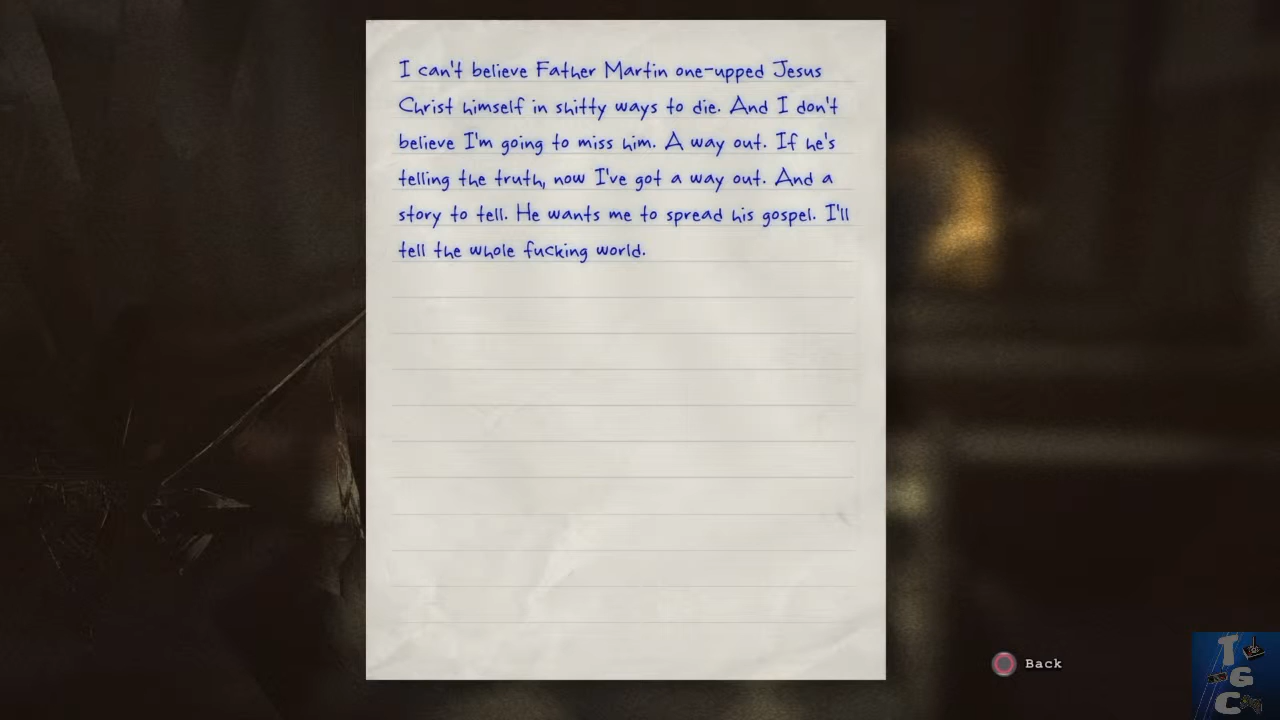 I can't believe Father Martin one-upped Jesus
Christ himself in shitty ways to die. And I don't
believe I'm going to miss him. A way out. If he's
telling the truth, now I've got a way out. And a
story to tell. He wants me to spread his gospel. I'll
tell the whole fucking world.
Back
T
G
C